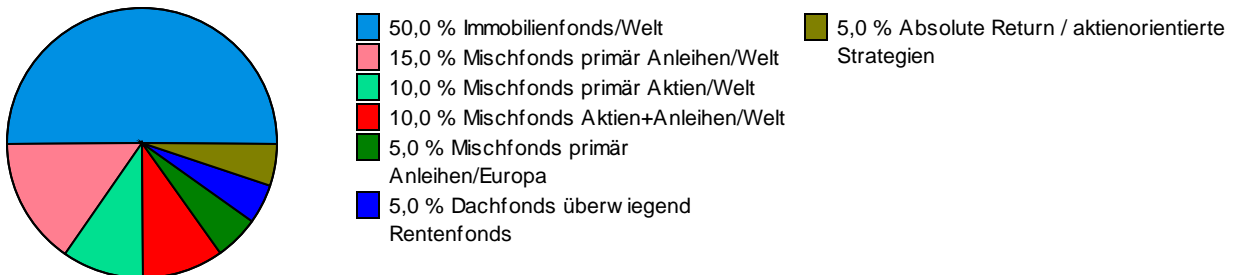 50,0 % Immobilienfonds/Welt
15,0 % Mischfonds primär Anleihen/Welt
10,0 % Mischfonds primär Aktien/Welt
10,0 % Mischfonds Aktien+Anleihen/Welt
5,0 % Mischfonds primär
Anleihen/Europa
5,0 % Dachfonds überwiegend
Rentenfonds
5,0 % Absolute Return / aktienorientierte
Strategien